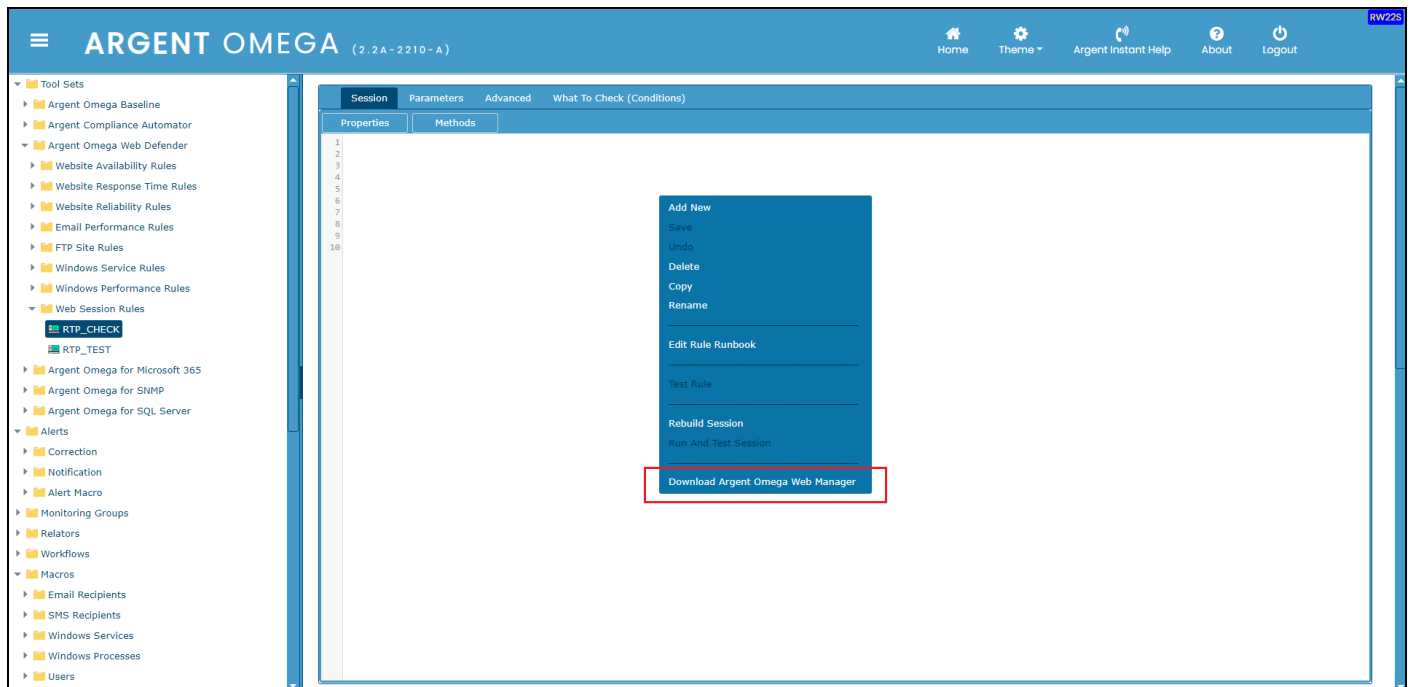 RW22S
ARGENT OMEGA (2.2A-2210-A)
Home
Theme
Argent Instant Help
About
Logout
Tool Sets
Argent Omega Baseline
Argent Compliance Automator
Argent Omega Web Defender
Website Availability Rules
Website Response Time Rules
Website Reliability Rules
Email Performance Rules
FTP Site Rules
Windows Service Rules
Windows Performance Rules
Web Session Rules
RTP_CHECK
RTP_TEST
Argent Omega for Microsoft 365
Argent Omega for SNMP
Argent Omega for SQL Server
Alerts
Correction
Notification
Alert Macro
Monitoring Groups
Relators
Workflows
Macros
Email Recipients
SMS Recipients
Windows Services
Windows Processes
Users
Session Parameters Advanced What To Check (Conditions)
Properties Methods
1
2
3
4
5
6
7
8
9
10
Add New
Save
Undo
Delete
Copy
Rename
Edit Rule Runbook
Test Rule
Rebuild Session
Run And Test Session
Download Argent Omega Web Manager